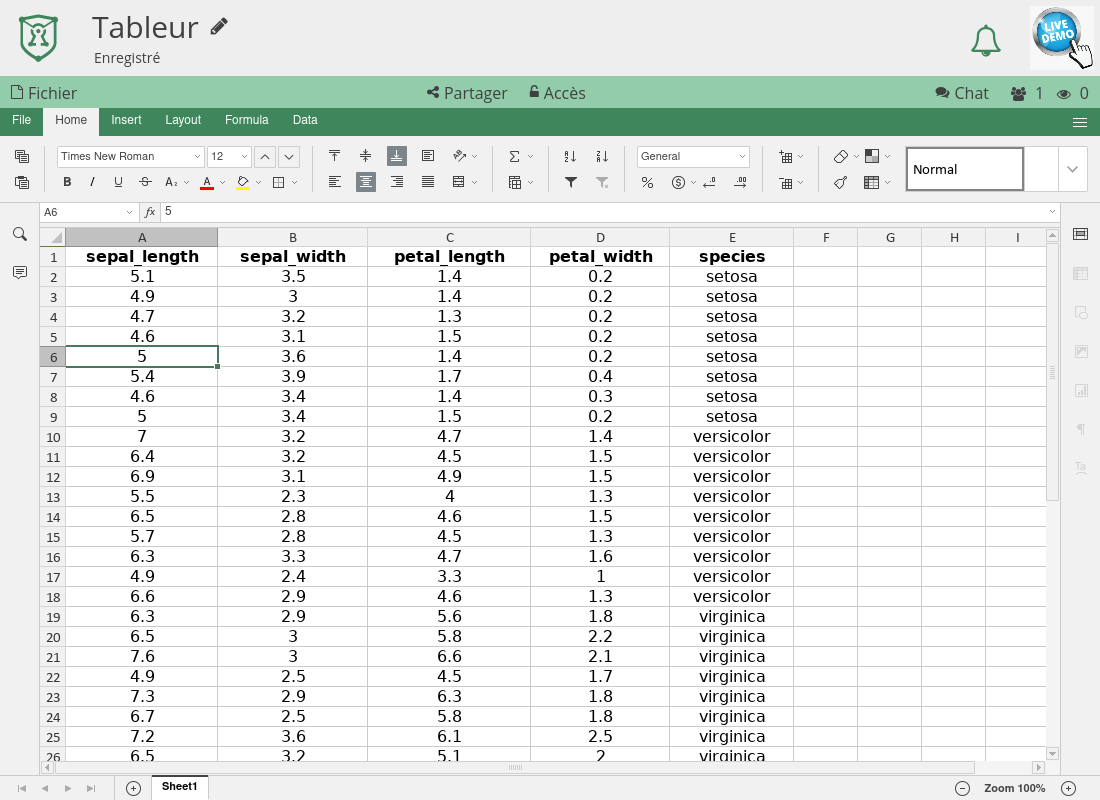 Tableur
Enregistré
LIVE DEMO
Fichier Partager Accès Chat 1 0
File Home Insert Layout Formula Data
Times New Roman 12 General
Normal
A6 fx 5
A B C D E F G H I
1 sepal_length sepal_width petal_length petal_width species
2 5.1 3.5 1.4 0.2 setosa
3 4.9 3 1.4 0.2 setosa
4 4.7 3.2 1.3 0.2 setosa
5 4.6 3.1 1.5 0.2 setosa
6 5 3.6 1.4 0.2 setosa
7 5.4 3.9 1.7 0.4 setosa
8 4.6 3.4 1.4 0.3 setosa
9 5 3.4 1.5 0.2 setosa
10 7 3.2 4.7 1.4 versicolor
11 6.4 3.2 4.5 1.5 versicolor
12 6.9 3.1 4.9 1.5 versicolor
13 5.5 2.3 4 1.3 versicolor
14 6.5 2.8 4.6 1.5 versicolor
15 5.7 2.8 4.5 1.3 versicolor
16 6.3 3.3 4.7 1.6 versicolor
17 4.9 2.4 3.3 1 versicolor
18 6.6 2.9 4.6 1.3 versicolor
19 6.3 2.9 5.6 1.8 virginica
20 6.5 3 5.8 2.2 virginica
21 7.6 3 6.6 2.1 virginica
22 4.9 2.5 4.5 1.7 virginica
23 7.3 2.9 6.3 1.8 virginica
24 6.7 2.5 5.8 1.8 virginica
25 7.2 3.6 6.1 2.5 virginica
26 6.5 3.2 5.1 2 virginica
Sheet1 Zoom 100%